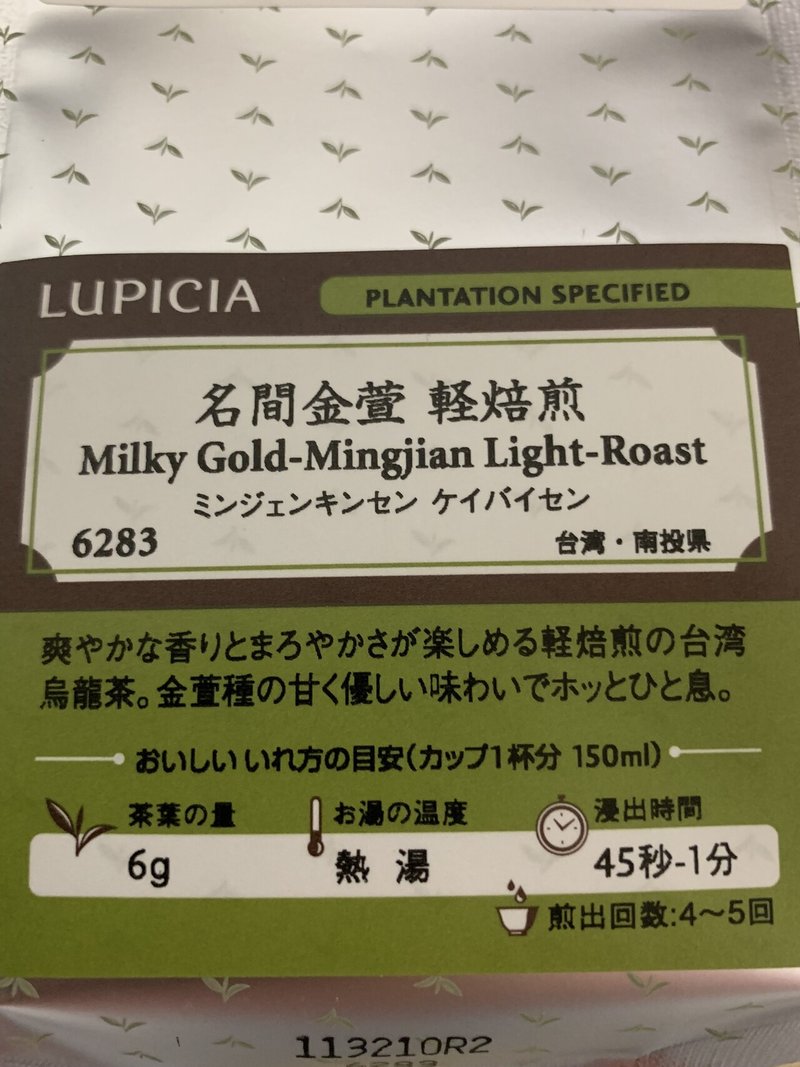 LUPICIA PLANTATION SPECIFIED
名間金萱 軽焙煎
Milky Gold-Mingjian Light-Roast
ミンジェンキンセン ケイバイセン
6283 台湾・南投県
爽やかな香りとまろやかさが楽しめる軽焙煎の台湾
烏龍茶。金萱種の甘く優しい味わいでホッとひと息。
おいしいいれ方の目安(カップ1杯分 150ml)
茶葉の量 お湯の温度 浸出時間
6g 熱湯 45秒-1分
煎出回数:4～5回
113210R2
6283